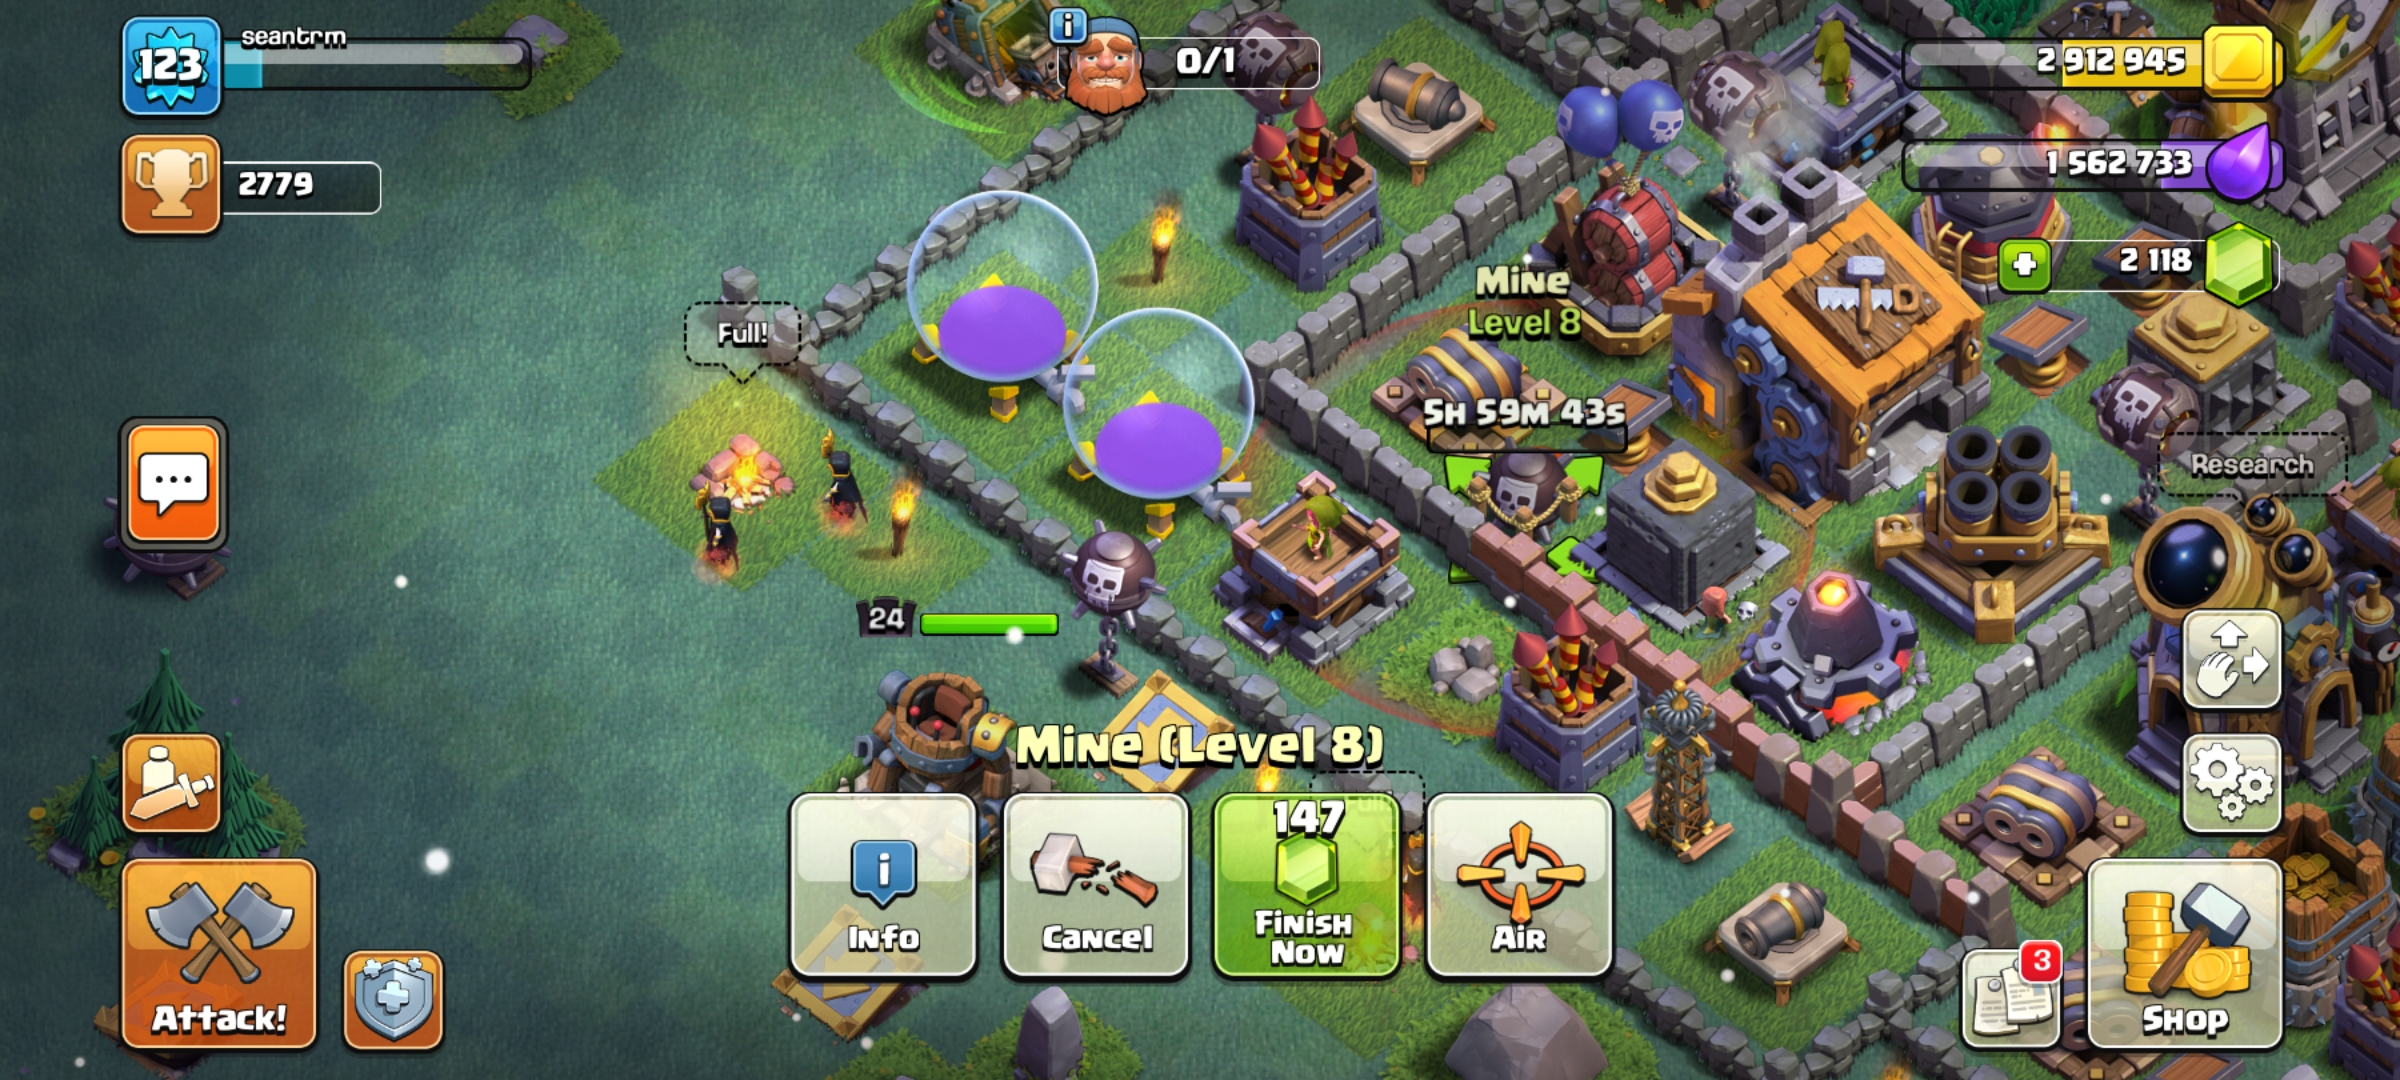 123
seantrm
0/1
2 912 945
2779
1 562 733
2 118
Mine
Level 8
Full!
5h 59m 43s
Research
24
Mine (Level 8)
147
Info
Cancel
Finish
Now
Air
Attack!
3
Shop